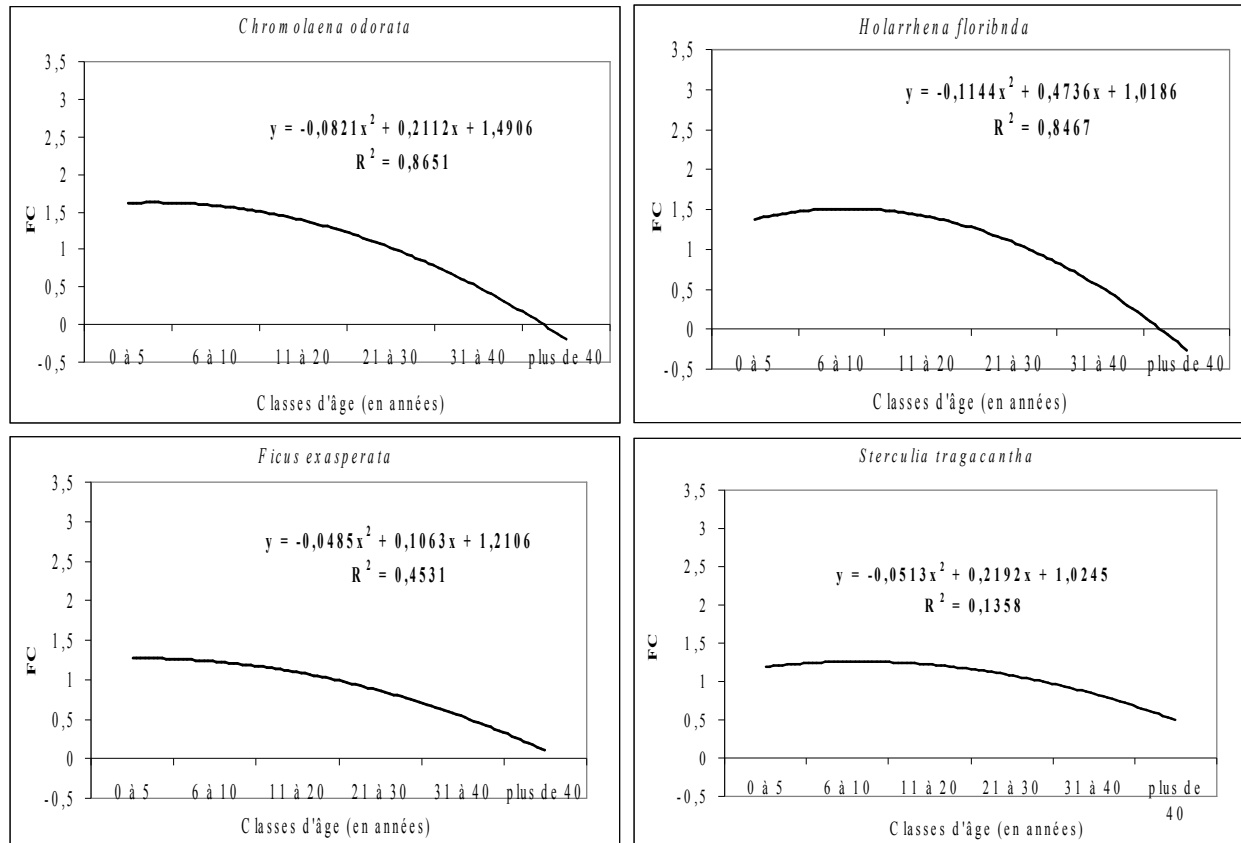 Chromolaena odorata
3,5
3
2,5
2
1,5
1
0,5
0
-0,5
FC
y = -0,0821x² + 0,2112x + 1,4906
R² = 0,8651
0 à 5 6 à 10 11 à 20 21 à 30 31 à 40 plus de 40
Classes d'âge (en années)
Holarrhena floribnda
3,5
3
2,5
2
1,5
1
0,5
0
-0,5
FC
y = -0,1144x² + 0,4736x + 1,0186
R² = 0,8467
0 à 5 6 à 10 11 à 20 21 à 30 31 à 40 plus de 40
Classes d'âge (en années)
Ficus exasperata
3,5
3
2,5
2
1,5
1
0,5
0
-0,5
FC
y = -0,0485x² + 0,1063x + 1,2106
R² = 0,4531
0 à 5 6 à 10 11 à 20 21 à 30 31 à 40 plus de 40
Classes d'âge (en années)
Sterculia tragacantha
3,5
3
2,5
2
1,5
1
0,5
0
-0,5
FC
y = -0,0513x² + 0,2192x + 1,0245
R² = 0,1358
0 à 5 6 à 10 11 à 20 21 à 30 31 à 40 plus de
40
Classes d'âge (en années)